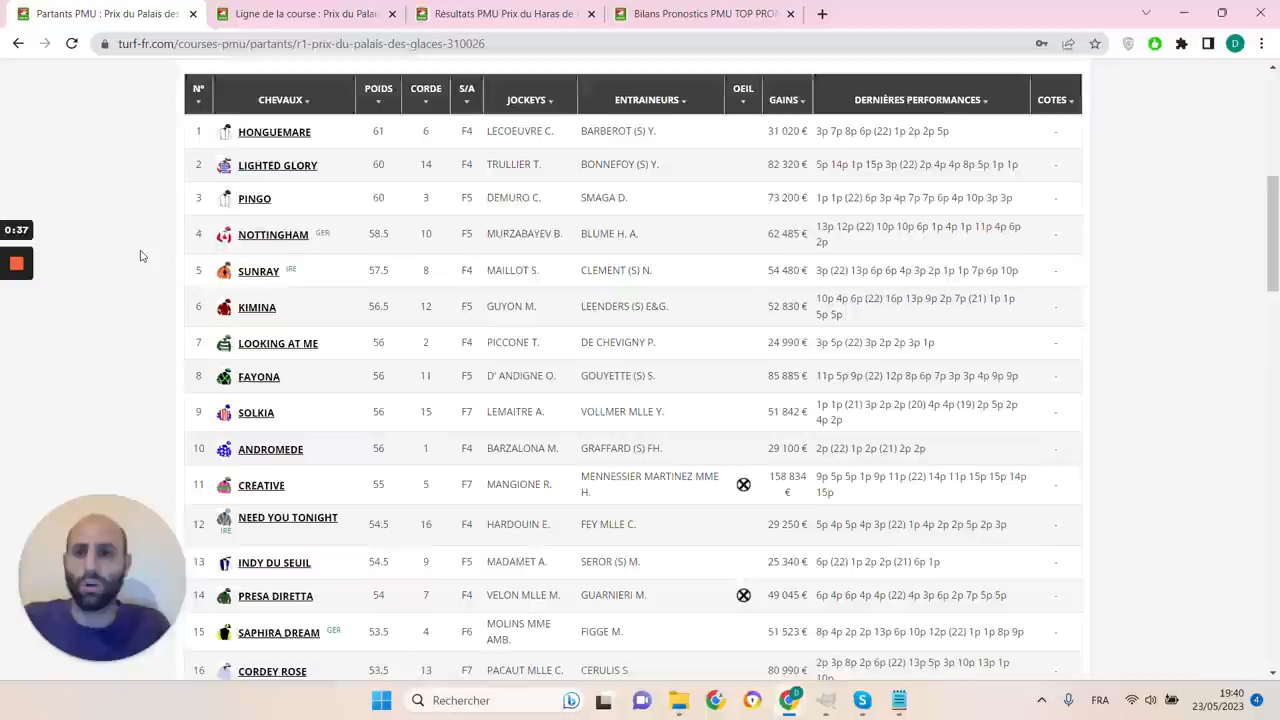 Partants PMU : Prix du Palais des
Ligne de la course : Prix du Palai
Résultats PMU Prix du Haras de
Bilans Pronostics PMU TOP PRO
turf-fr.com/courses-pmu/partants/r1-prix-du-palais-des-glaces-310026
N° CHEVAUX POIDS CORDE S/A JOCKEYS ENTRAINEURS OEIL GAINS DERNIÈRES PERFORMANCES COTES
1 HONGUEMARE 61 6 F4 LECOEUVRE C. BARBEROT (S) Y. 31 020 € 3p 7p 8p 6p (22) 1p 2p 2p 5p -
2 LIGHTED GLORY 60 14 F4 TRULLIER T. BONNEFOY (S) Y. 82 320 € 5p 14p 1p 15p 3p (22) 2p 4p 4p 8p 5p 1p 1p -
3 PINGO 60 3 F5 DEMURO C. SMAGA D. 73 200 € 1p 1p (22) 6p 3p 4p 7p 7p 6p 4p 10p 3p 3p -
0:37
4 NOTTINGHAM GER 58.5 10 F5 MURZABAYEV B. BLUME H. A. 62 485 € 13p 12p (22) 10p 10p 6p 1p 4p 1p 11p 4p 6p -
2p
5 SUNRAY IRE 57.5 8 F4 MAILLOT S. CLEMENT (S) N. 54 480 € 3p (22) 13p 6p 6p 4p 3p 2p 1p 1p 7p 6p 10p -
6 KIMINA 56.5 12 F5 GUYON M. LEENDERS (S) E&G. 52 830 € 10p 4p 6p (22) 16p 13p 9p 2p 7p (21) 1p 1p -
5p 5p
7 LOOKING AT ME 56 2 F4 PICCONE T. DE CHEVIGNY P. 24 990 € 3p 5p (22) 3p 2p 2p 3p 1p -
8 FAYONA 56 11 F5 D' ANDIGNE O. GOUYETTE (S) S. 85 885 € 11p 5p 9p (22) 12p 8p 6p 7p 3p 3p 4p 9p 9p -
9 SOLKIA 56 15 F7 LEMAITRE A. VOLLMER MLLE Y. 51 842 € 1p 1p (21) 3p 2p 2p (20) 4p 4p (19) 2p 5p 2p -
4p 2p
10 ANDROMEDE 56 1 F4 BARZALONA M. GRAFFARD (S) FH. 29 100 € 2p (22) 1p 2p (21) 2p 2p -
11 CREATIVE 55 5 F7 MANGIONE R. MENNESSIER MARTINEZ MME 158 834 9p 5p 5p 1p 9p 11p (22) 14p 11p 15p 15p 14p -
H. € 15p
12 NEED YOU TONIGHT 54.5 16 F4 HARDOUIN E. FEY MLLE C. 29 250 € 5p 4p 5p 4p 3p (22) 1p 4p 2p 2p 5p 2p 3p -
IRE
13 INDY DU SEUIL 54.5 9 F5 MADAMET A. SEROR (S) M. 25 340 € 6p (22) 1p 2p 2p (21) 6p 1p -
14 PRESA DIRETTA 54 7 F4 VELON MLLE M. GUARNIERI M. 49 045 € 6p 4p 6p 4p 4p (22) 4p 3p 6p 2p 7p 5p 5p -
15 SAPHIRA DREAM GER 53.5 4 F6 MOLINS MME FIGGE M. 51 523 € 8p 4p 2p 2p 13p 6p 10p 12p (22) 1p 1p 8p 9p -
AMB.
16 CORDEY ROSE 53.5 13 F7 PACAUT MLLE C. CERULIS S. 80 990 € 2p 3p 8p 2p 6p (22) 13p 5p 3p 10p 13p 1p -
10p
Rechercher
FRA
19:40
23/05/2023
4